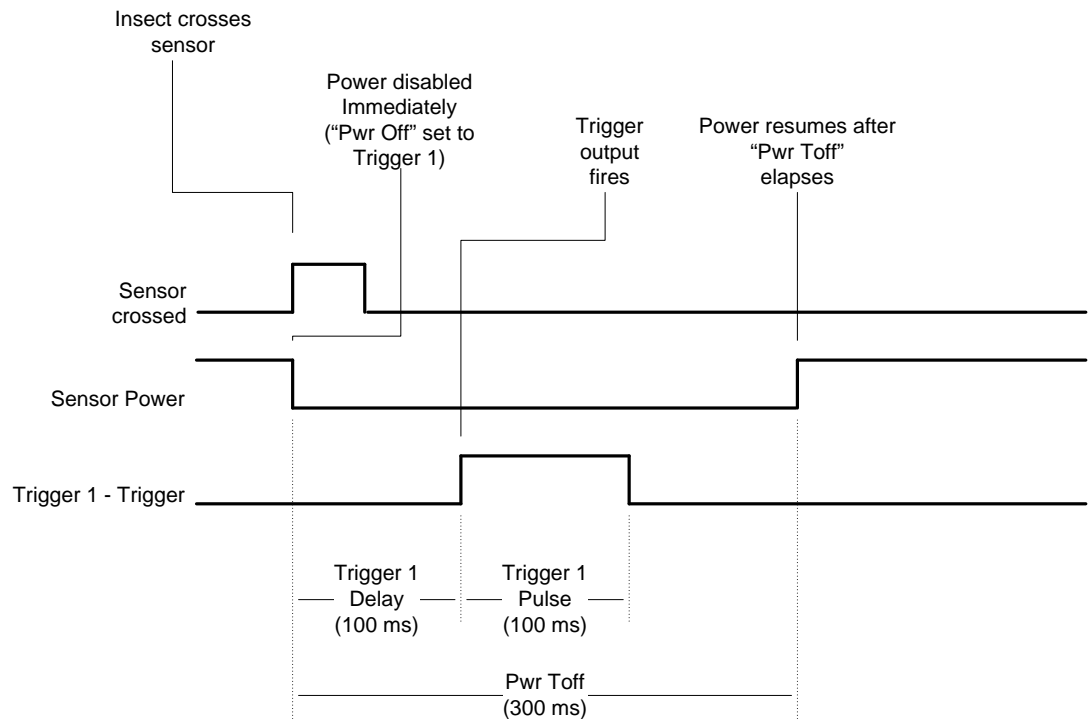 Insect crosses
sensor
Power disabled
Immediately
(“Pwr Off” set to
Trigger 1)
Trigger
output
fires
Power resumes after
“Pwr Toff”
elapses
Sensor
crossed
Sensor Power
Trigger 1 - Trigger
Trigger 1
Delay
(100 ms)
Trigger 1
Pulse
(100 ms)
Pwr Toff
(300 ms)